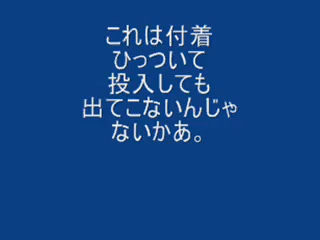 これは付着
ひっついて
投入しても
出てこないんじゃ
ないかあ。